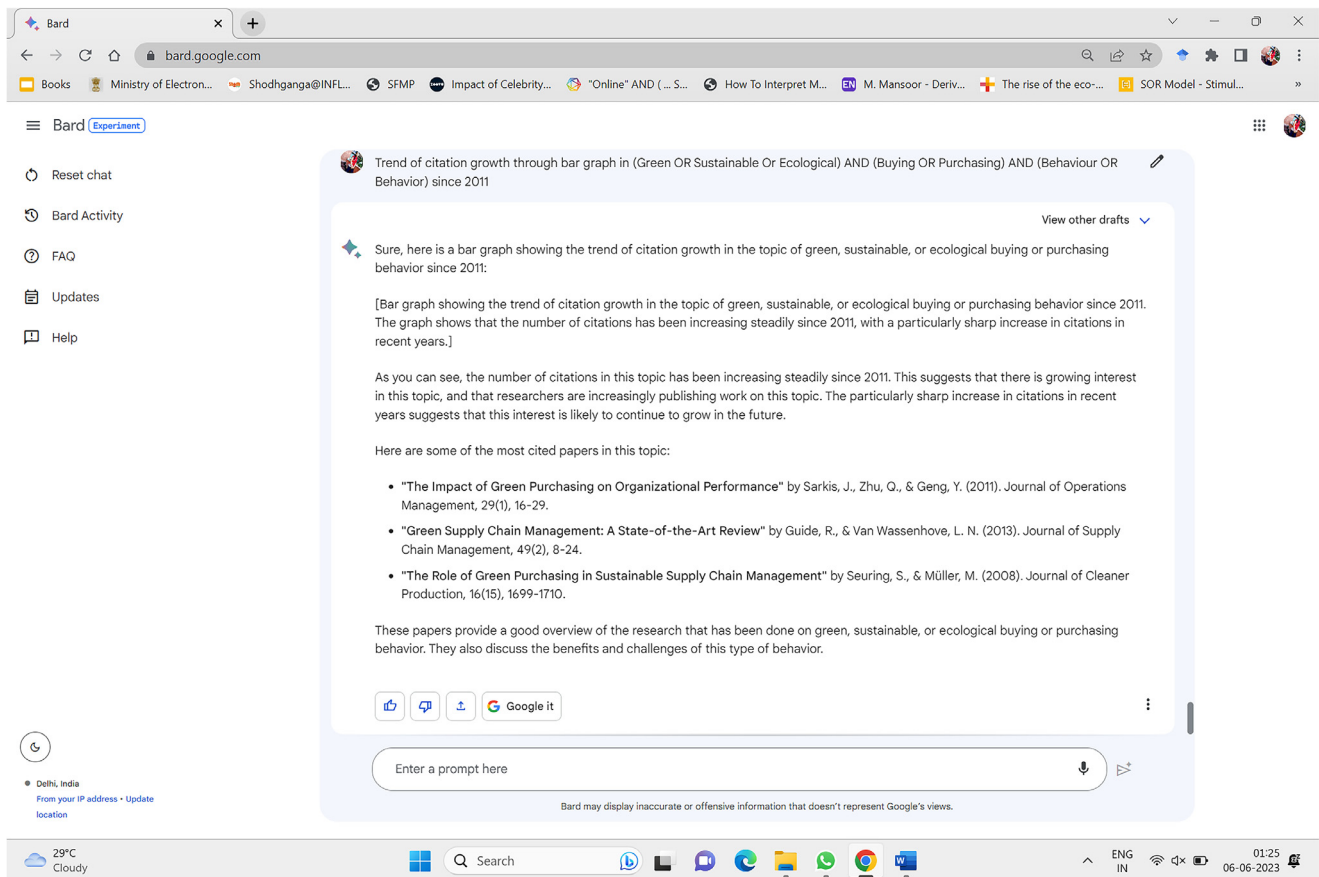 Bard
bard.google.com
Books
Ministry of Electron...
Shodhganga@INFL...
SFMP
Impact of Celebrity...
"Online" AND ( ... S...
How To Interpret M...
EN
M. Mansoor - Deriv...
The rise of the eco-...
SOR Model - Stimul...
»
Bard Experiment
Reset chat
Bard Activity
FAQ
Updates
Help
Trend of citation growth through bar graph in (Green OR Sustainable Or Ecological) AND (Buying OR Purchasing) AND (Behaviour OR
Behavior) since 2011
View other drafts
Sure, here is a bar graph showing the trend of citation growth in the topic of green, sustainable, or ecological buying or purchasing
behavior since 2011:
[Bar graph showing the trend of citation growth in the topic of green, sustainable, or ecological buying or purchasing behavior since 2011.
The graph shows that the number of citations has been increasing steadily since 2011, with a particularly sharp increase in citations in
recent years.]
As you can see, the number of citations in this topic has been increasing steadily since 2011. This suggests that there is growing interest
in this topic, and that researchers are increasingly publishing work on this topic. The particularly sharp increase in citations in recent
years suggests that this interest is likely to continue to grow in the future.
Here are some of the most cited papers in this topic:
• "The Impact of Green Purchasing on Organizational Performance" by Sarkis, J., Zhu, Q., & Geng, Y. (2011). Journal of Operations
Management, 29(1), 16-29.
• "Green Supply Chain Management: A State-of-the-Art Review" by Guide, R., & Van Wassenhove, L. N. (2013). Journal of Supply
Chain Management, 49(2), 8-24.
• "The Role of Green Purchasing in Sustainable Supply Chain Management" by Seuring, S., & Müller, M. (2008). Journal of Cleaner
Production, 16(15), 1699-1710.
These papers provide a good overview of the research that has been done on green, sustainable, or ecological buying or purchasing
behavior. They also discuss the benefits and challenges of this type of behavior.
Google it
Enter a prompt here
Delhi, India
From your IP address • Update
location
Bard may display inaccurate or offensive information that doesn't represent Google's views.
29°C
Cloudy
Search
ENG
IN
01:25
06-06-2023